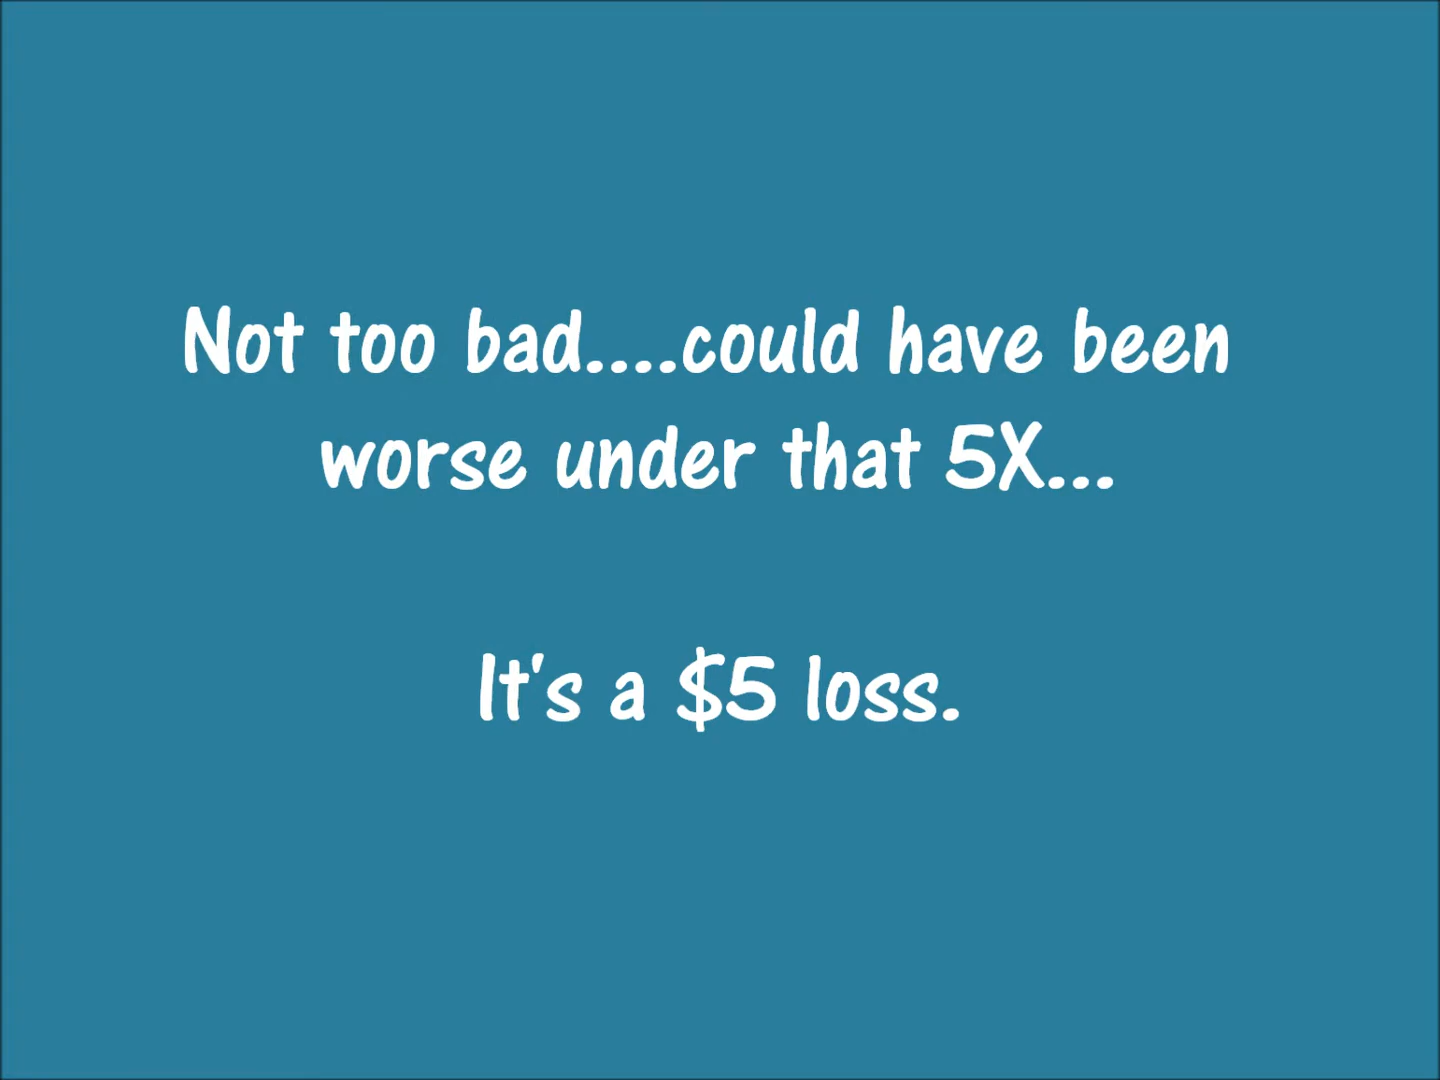 Not too bad....could have been
worse under that 5X...
It's a $5 loss.